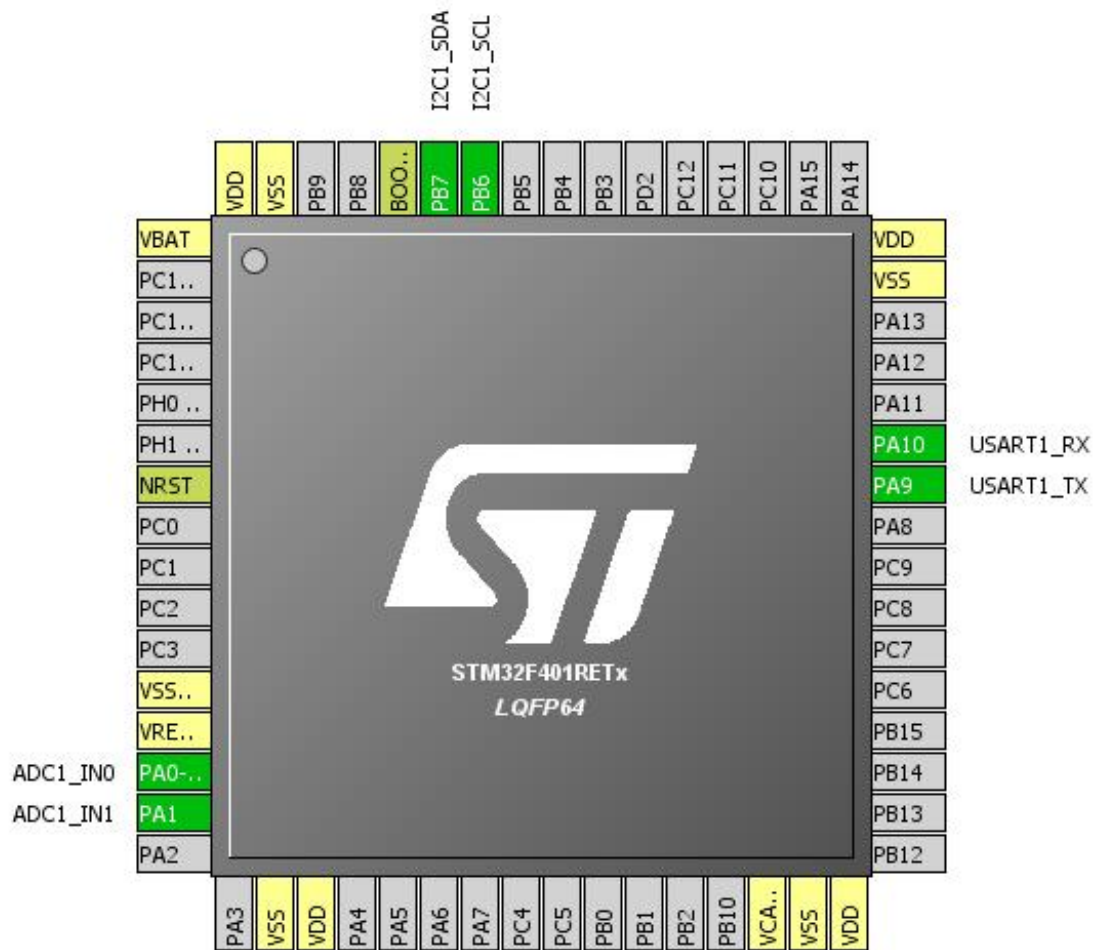 I2C1_SDA
I2C1_SCL
VDD
VSS
PB9
PB8
BOO..
PB7
PB6
PB5
PB4
PB3
PD2
PC12
PC11
PC10
PA15
PA14
VBAT
PC1..
PC1..
PC1..
PH0 ..
PH1 ..
NRST
PC0
PC1
PC2
PC3
VSS..
VRE..
ADC1_IN0 PA0-..
ADC1_IN1 PA1
PA2
STM32F401RETx
LQFP64
VDD
VSS
PA13
PA12
PA11
PA10 USART1_RX
PA9 USART1_TX
PA8
PC9
PC8
PC7
PC6
PB15
PB14
PB13
PB12
PA3
VSS
VDD
PA4
PA5
PA6
PA7
PC4
PC5
PB0
PB1
PB2
PB10
VCA..
VSS
VDD